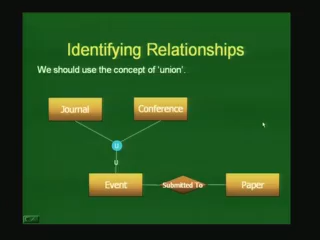 Identifying Relationships
We should use the concept of 'union'.
Journal
Conference
u
u
Event
Submitted To
Paper